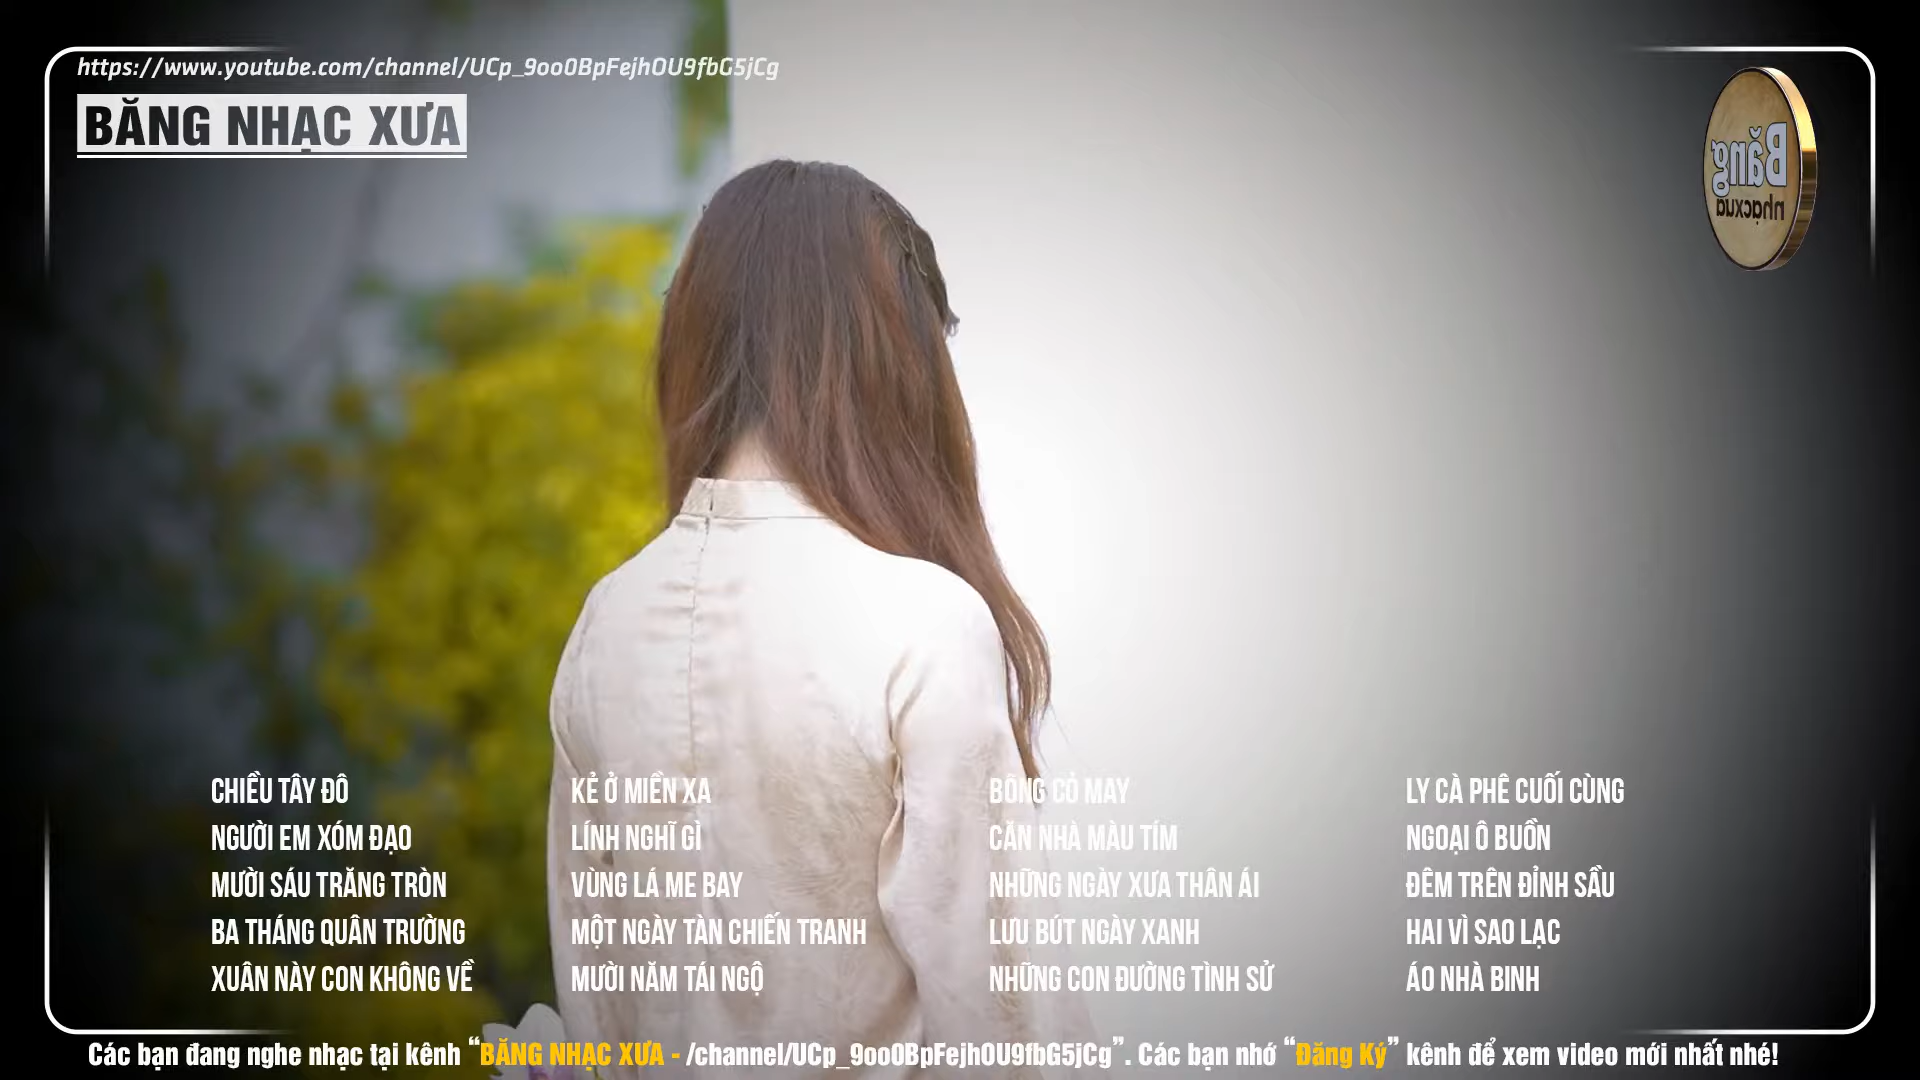 https://www.youtube.com/channel/UCp_9oo0BpFejhOU9fbG5jCg
BĂNG NHẠC XƯA
Băng
nhạcxưa
CHIỀU TÂY ĐÔ
NGƯỜI EM XÓM ĐẠO
MƯỜI SÁU TRĂNG TRÒN
BA THÁNG QUÂN TRƯỜNG
XUÂN NÀY CON KHÔNG VỀ
KẺ Ở MIỀN XA
LÍNH NGHĨ GÌ
VÙNG LÁ ME BAY
MỘT NGÀY TÀN CHIẾN TRANH
MƯỜI NĂM TÁI NGỘ
BÔNG CỎ MAY
CĂN NHÀ MÀU TÍM
NHỮNG NGÀY XƯA THÂN ÁI
LƯU BÚT NGÀY XANH
NHỮNG CON ĐƯỜNG TÌNH SỬ
LY CÀ PHÊ CUỐI CÙNG
NGOẠI Ô BUỒN
ĐÊM TRÊN ĐỈNH SẦU
HAI VÌ SAO LẠC
ÁO NHÀ BINH
Các bạn đang nghe nhạc tại kênh “BĂNG NHẠC XƯA - /channel/UCp_9oo0BpFejhOU9fbG5jCg”. Các bạn nhớ “Đăng Ký” kênh để xem video mới nhất nhé!